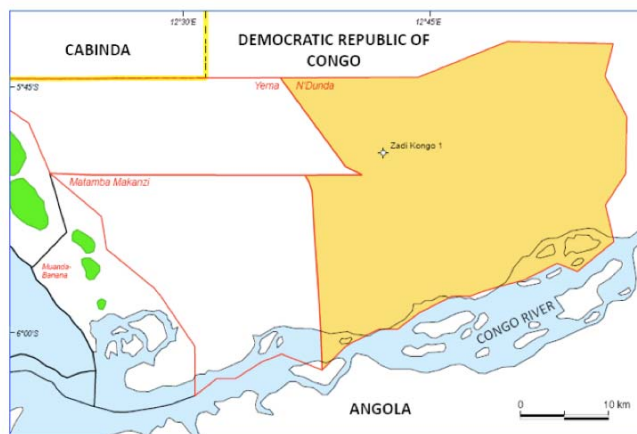 12°30'E
12°45'E
CABINDA
DEMOCRATIC REPUBLIC OF
CONGO
5°45'S
Yema
N'Dunda
Zadi Kongo 1
Matamba Makanzi
Muanda-
Banana
6°00'S
CONGO RIVER
ANGOLA
0
10 km